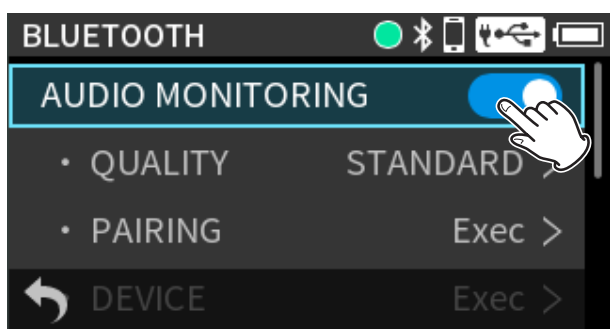 BLUETOOTH
AUDIO MONITORING
• QUALITY STANDARD >
• PAIRING Exec >
DEVICE Exec >